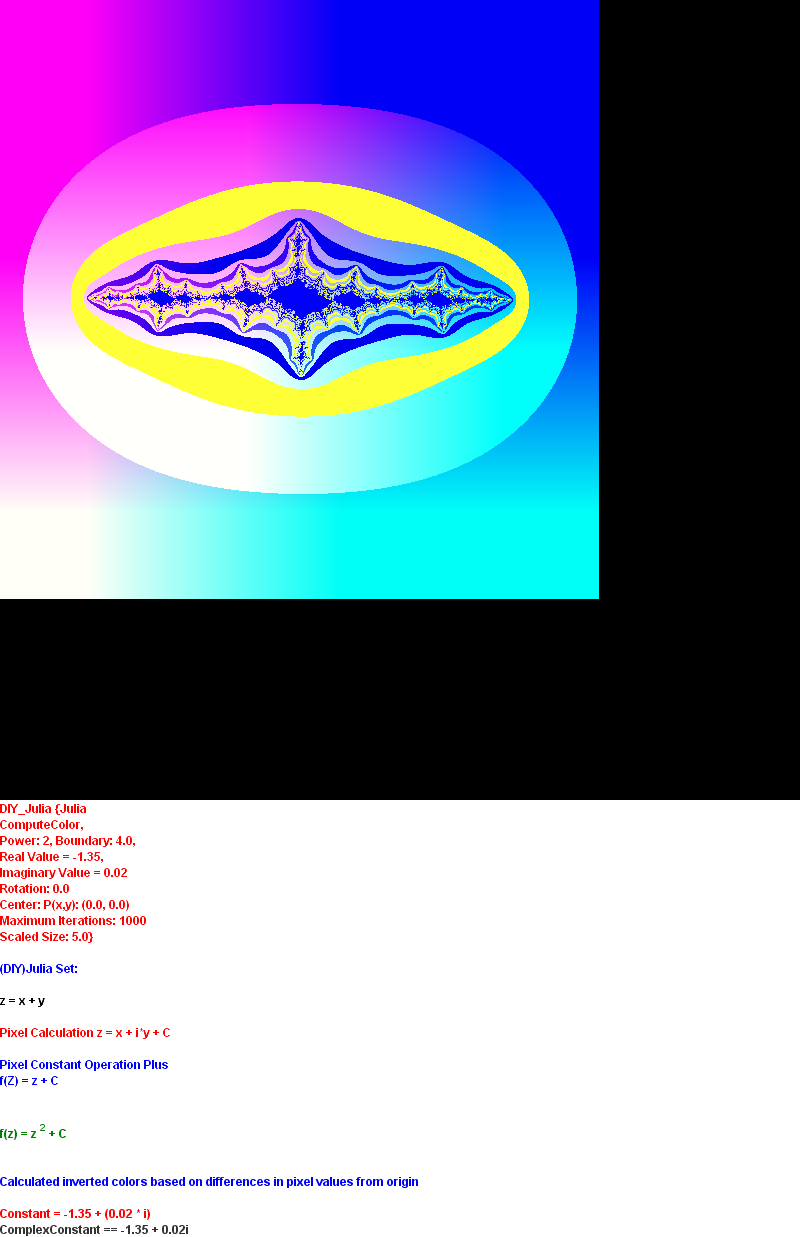 DIY_Julia {Julia
ComputeColor,
Power: 2, Boundary: 4.0,
Real Value = -1.35,
Imaginary Value = 0.02
Rotation: 0.0
Center: P(x,y): (0.0, 0.0)
Maximum Iterations: 1000
Scaled Size: 5.0}
(DIY)Julia Set:
z = x + y
Pixel Calculation z = x + i*y + C
Pixel Constant Operation Plus
f(Z) = z + C
f(z) = z 2 + C
Calculated inverted colors based on differences in pixel values from origin
Constant = -1.35 + (0.02 * i)
ComplexConstant == -1.35 + 0.02i